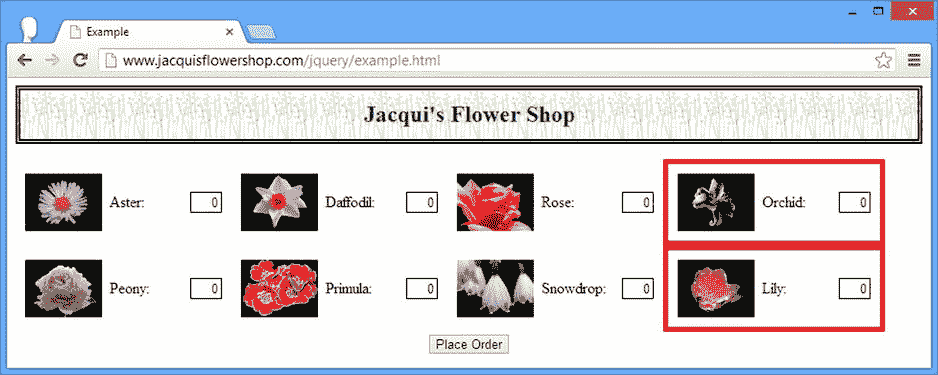 Example
www.jacquisflowershop.com/jquery/example.html
Jacqui's Flower Shop
Aster: 0 Daffodil: 0 Rose: 0 Orchid: 0
Peony: 0 Primula: 0 Snowdrop: 0 Lily: 0
Place Order